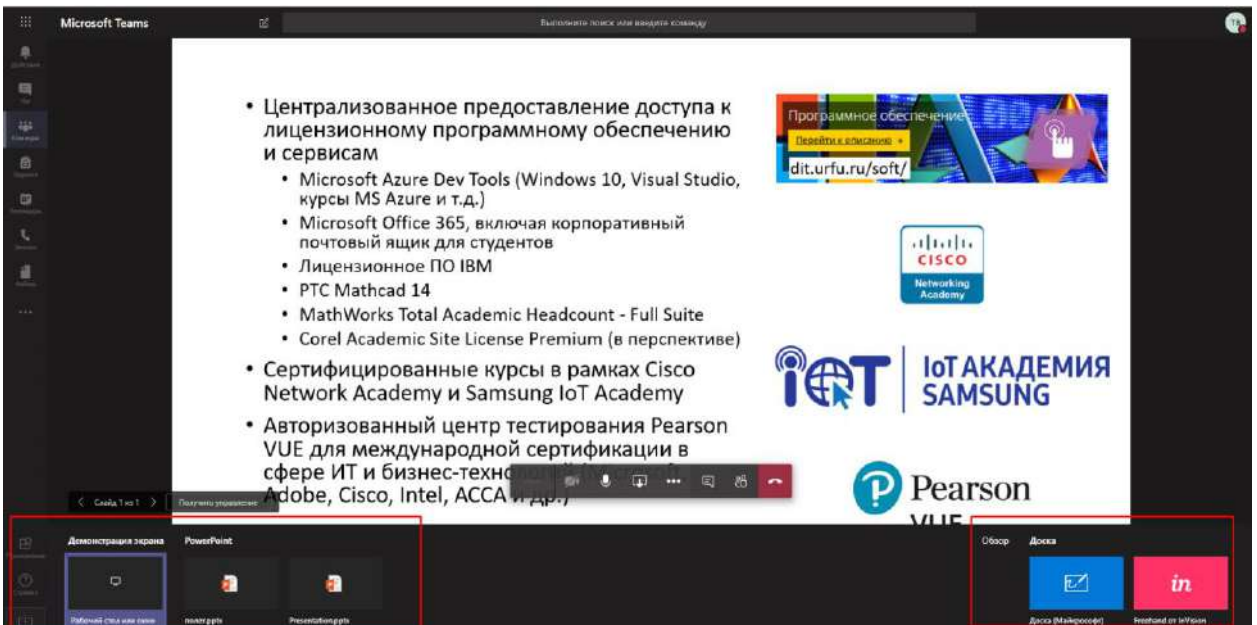 Microsoft Teams
Выполните поиск или введите команду
• Централизованное предоставление доступа к
лицензионному программному обеспечению
и сервисам
• Microsoft Azure Dev Tools (Windows 10, Visual Studio,
курсы MS Azure и т.д.)
• Microsoft Office 365, включая корпоративный
почтовый ящик для студентов
• Лицензионное ПО IBM
• PTC Mathcad 14
• MathWorks Total Academic Headcount - Full Suite
• Corel Academic Site License Premium (в перспективе)
• Сертифицированные курсы в рамках Cisco
Network Academy и Samsung IoT Academy
• Авторизованный центр тестирования Pearson
VUE для международной сертификации в
сфере ИТ и бизнес-
Adobe, Cisco, Intel, ACCA и др.)
Программное обеспечение
Перейти к описанию
dit.urfu.ru/soft/
CISCO
Networking
Academy
IoT
IoT АКАДЕМИЯ
SAMSUNG
Pearson
VUE
Слайд 1 из 1
Получить управление
Демонстрация экрана
PowerPoint
Обзор
Доска
in
Рабочий стол или окно
полет.pptx
Presentation.pptx
Доска (Майкрософт)
Freehand от InVision